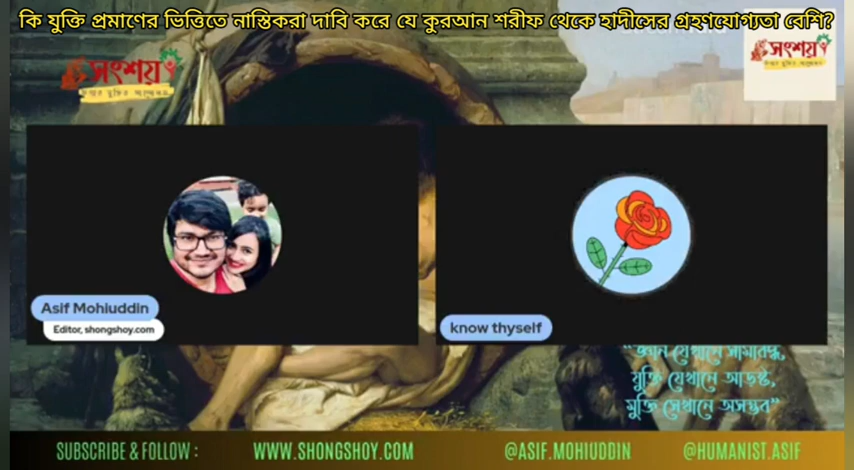 কি যুক্তি প্রমাণের ভিত্তিতে নাস্তিকরা দাবি করে যে কুরআন শরীফ থেকে হাদীসের গ্রহণযোগ্যতা বেশি?
সংশয়
সংশয়
Asif Mohiuddin
Editor, shongshoy.com
know thyself
“জ্ঞান যেখানে সীমাবদ্ধ,
যুক্তি যেখানে আড়ষ্ট,
মুক্তি সেখানে অসম্ভব”
SUBSCRIBE & FOLLOW :
WWW.SHONGSHOY.COM
@ASIF.MOHIUDDIN
@HUMANIST.ASIF